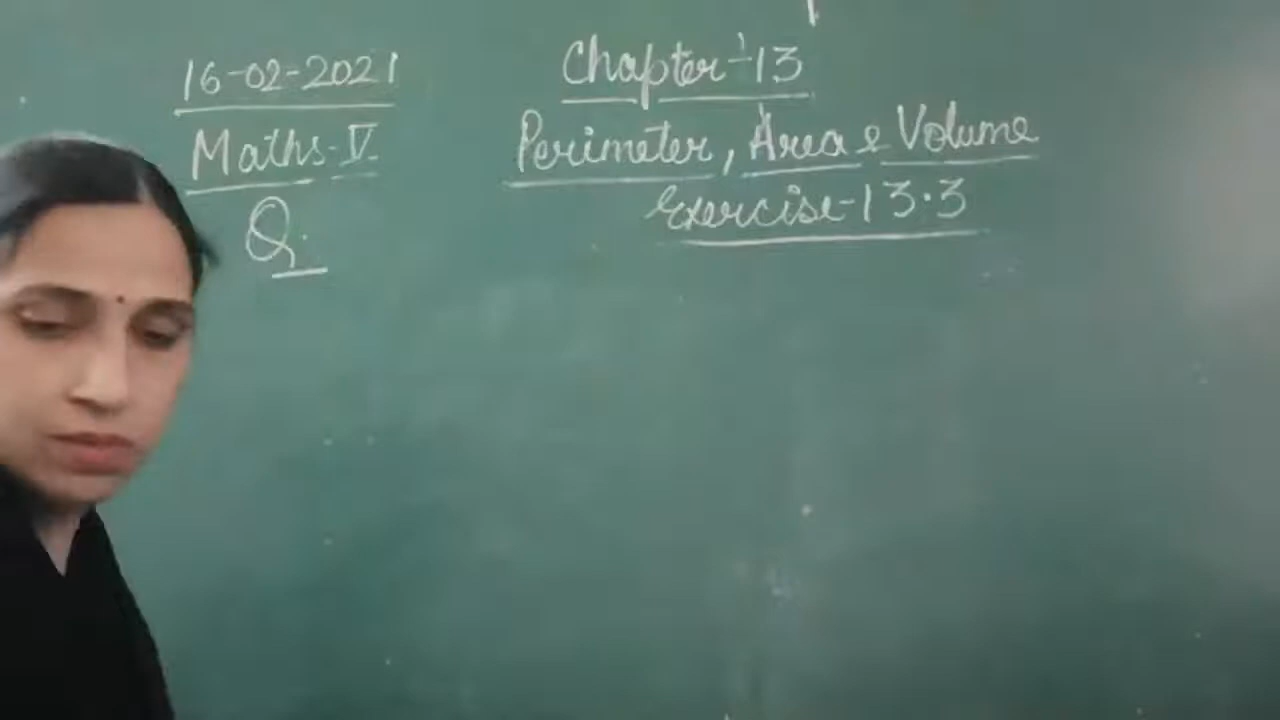 16-02-2021
Maths-V
Q.
Chapter-13
Perimeter, Area & Volume
Exercise-13.3